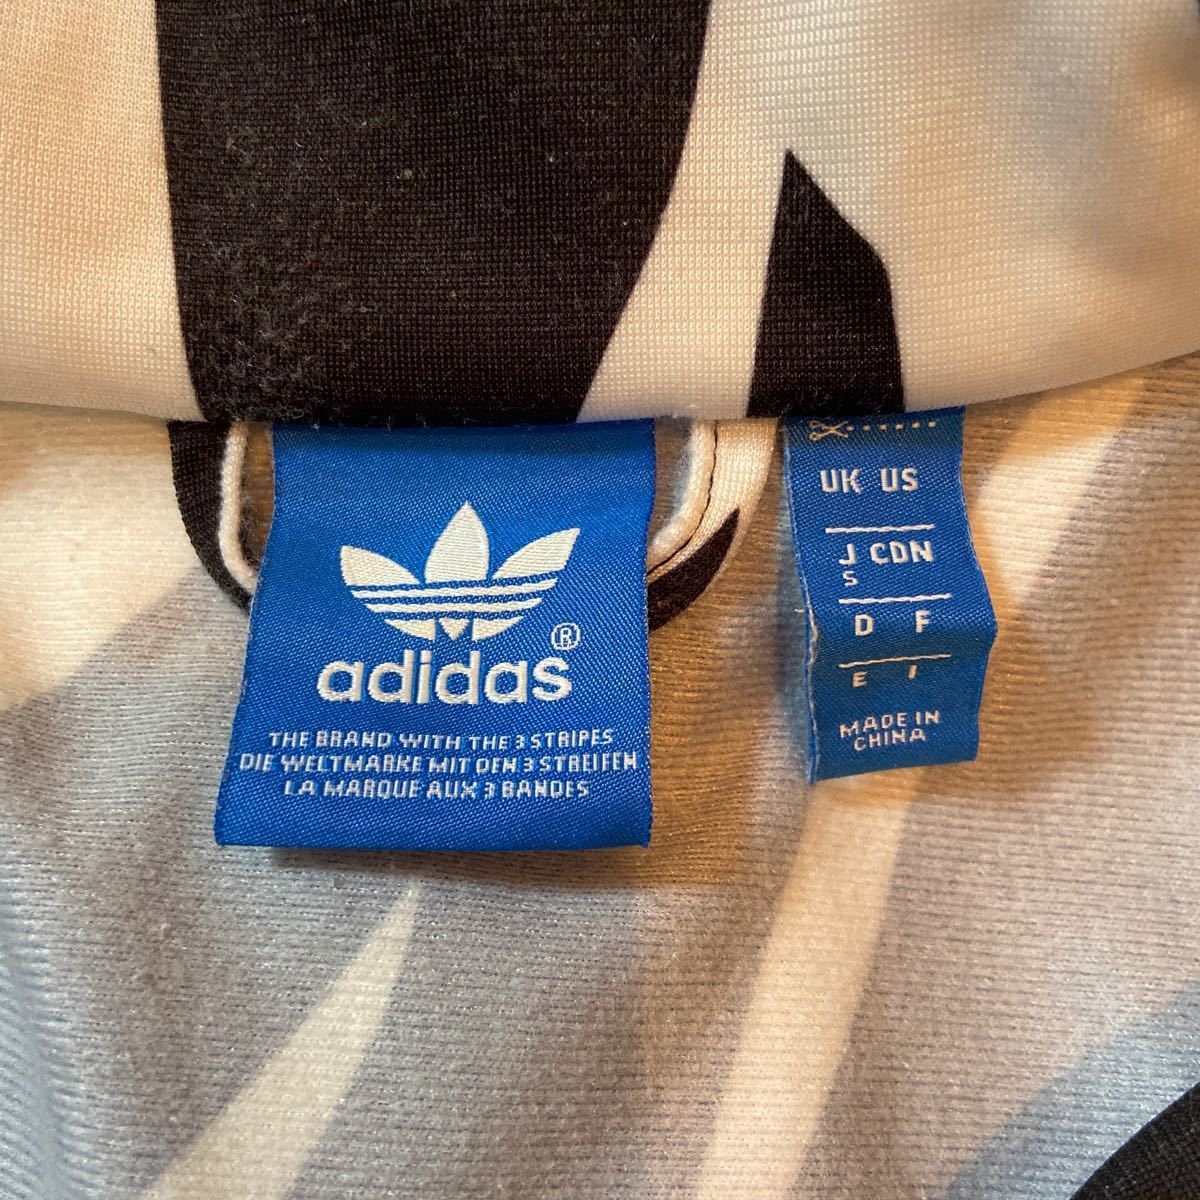 adidas®
THE BRAND WITH THE 3 STRIPES
DIE WELTMARKE MIT DEN 3 STREIFEN
LA MARQUE AUX 3 BANDES
UK US
J CDN
S
D F
E I
MADE IN
CHINA